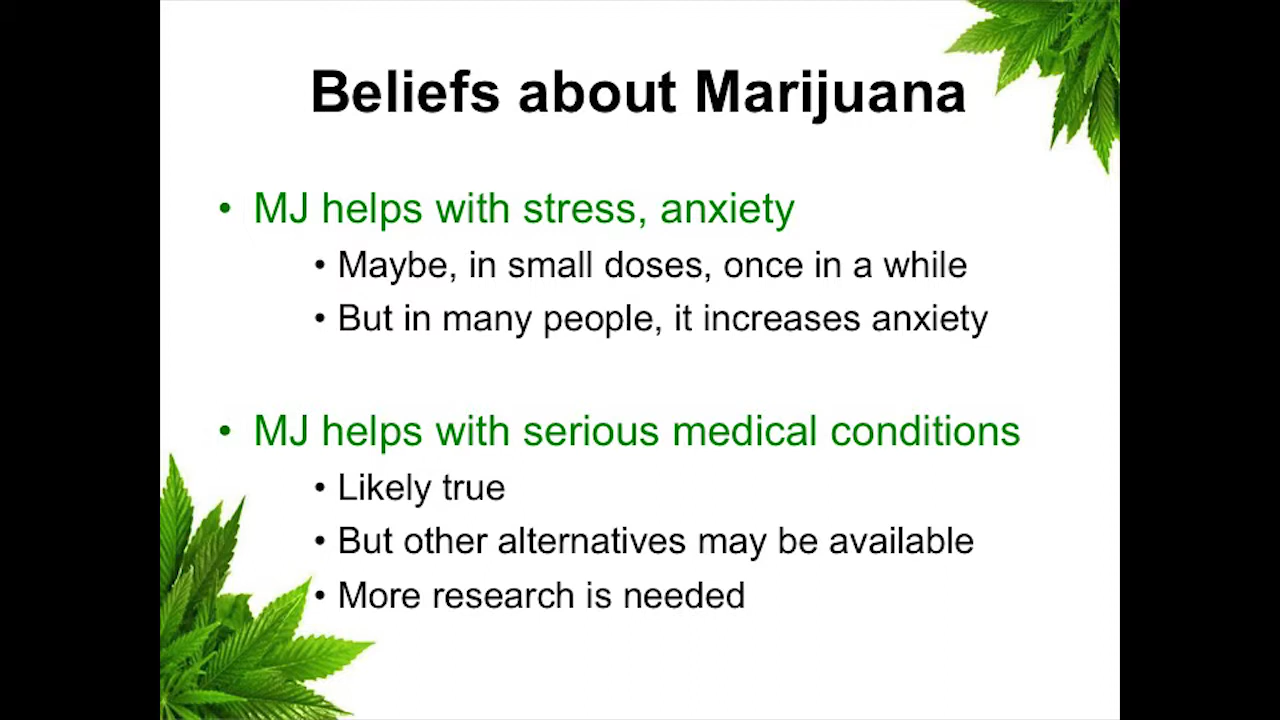 Beliefs about Marijuana
• MJ helps with stress, anxiety
• Maybe, in small doses, once in a while
• But in many people, it increases anxiety
• MJ helps with serious medical conditions
• Likely true
• But other alternatives may be available
• More research is needed